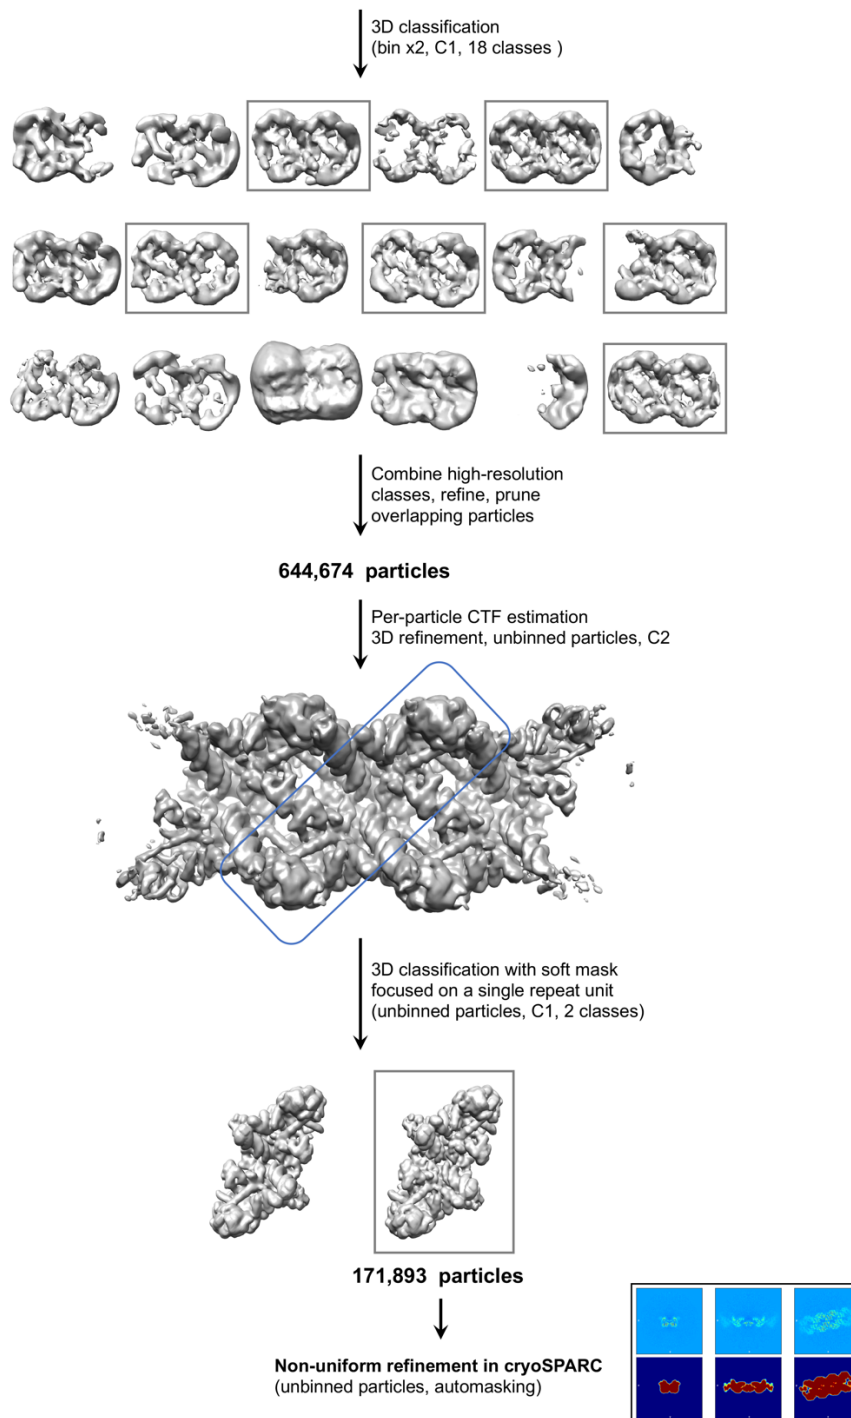 3D classification
(bin x2, C1, 18 classes )
Combine high-resolution
classes, refine, prune
overlapping particles
644,674 particles
Per-particle CTF estimation
3D refinement, unbinned particles, C2
3D classification with soft mask
focused on a single repeat unit
(unbinned particles, C1, 2 classes)
171,893 particles
Non-uniform refinement in cryoSPARC
(unbinned particles, automasking)